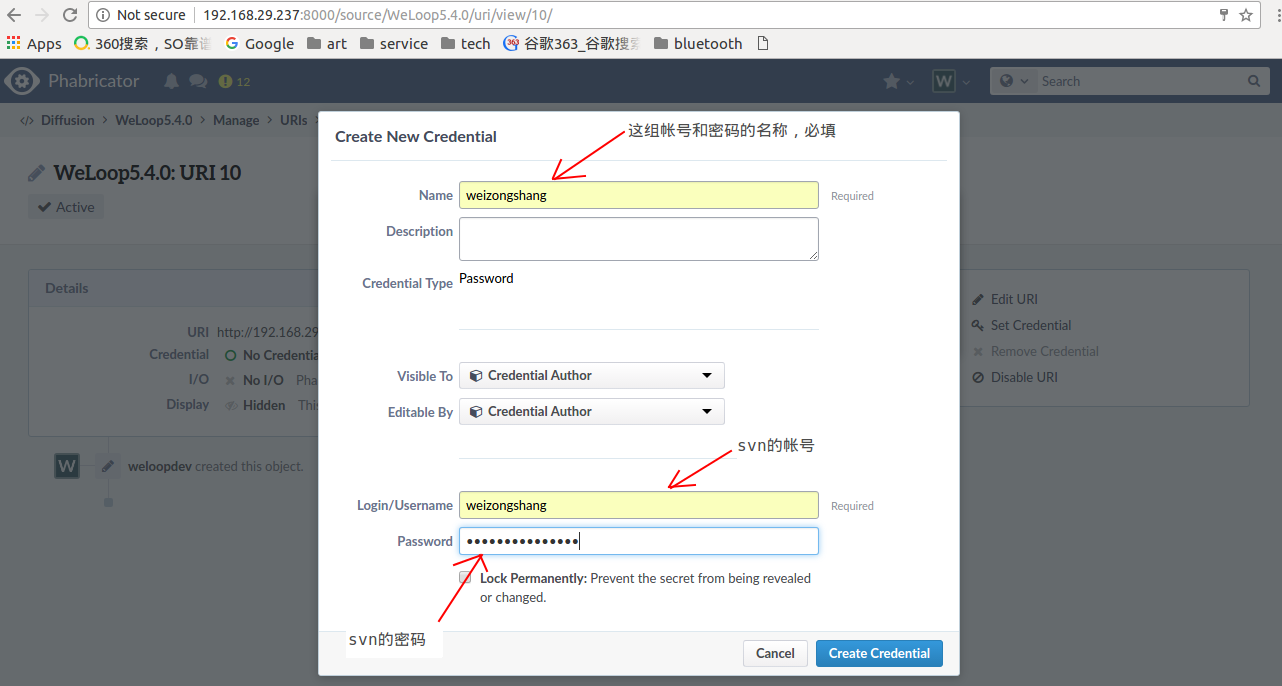 Not secure | 192.168.29.237:8000/source/WeLoop5.4.0/uri/view/10/
Apps 360搜索，SO靠谱 Google art service tech 谷歌363_谷歌搜索 bluetooth
Phabricator 12 W Search
Diffusion > WeLoop5.4.0 > Manage > URIs >
WeLoop5.4.0: URI 10
Active
Details
URI http://192.168.29
Credential No Credentia
I/O No I/O Pha
Display Hidden This
W weloopdev created this object.
Edit URI
Set Credential
Remove Credential
Disable URI
Create New Credential
这组帐号和密码的名称，必填
Name weizongshang Required
Description
Credential Type Password
Visible To Credential Author
Editable By Credential Author
svn的帐号
Login/Username weizongshang Required
Password •••••••••••••••
Lock Permanently: Prevent the secret from being revealed
or changed.
svn的密码
Cancel Create Credential